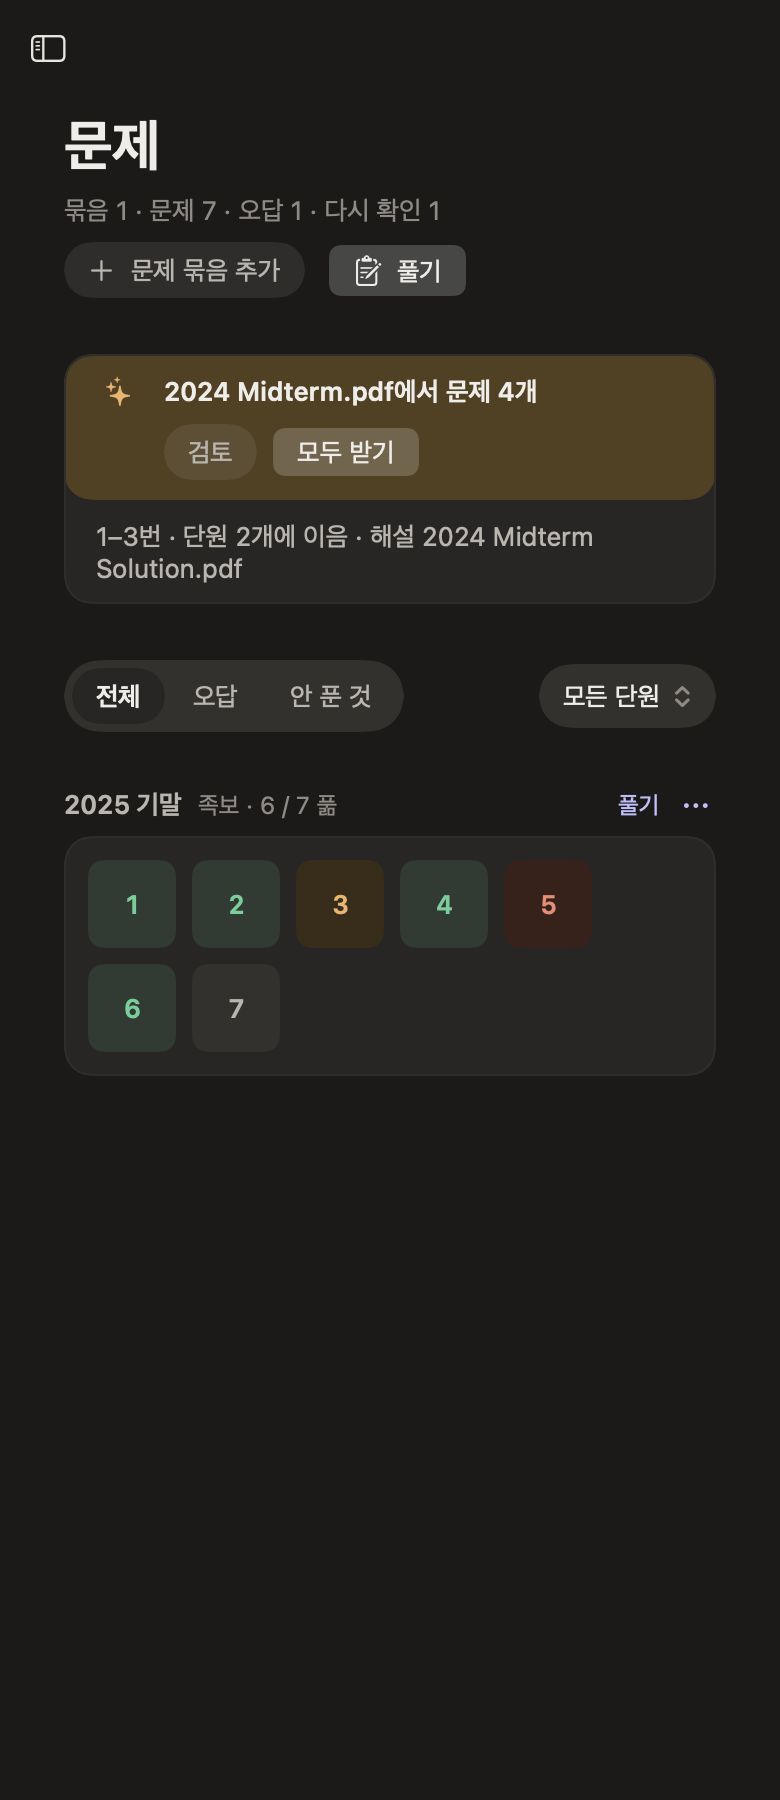 문제
묶음 1 · 문제 7 · 오답 1 · 다시 확인 1
문제 묶음 추가
풀기
2024 Midterm.pdf에서 문제 4개
검토
모두 받기
1–3번 · 단원 2개에 이음 · 해설 2024 Midterm
Solution.pdf
전체
오답
안 푼 것
모든 단원
2025 기말 족보 · 6 / 7 풂
풀기
1 2 3 4 5
6 7